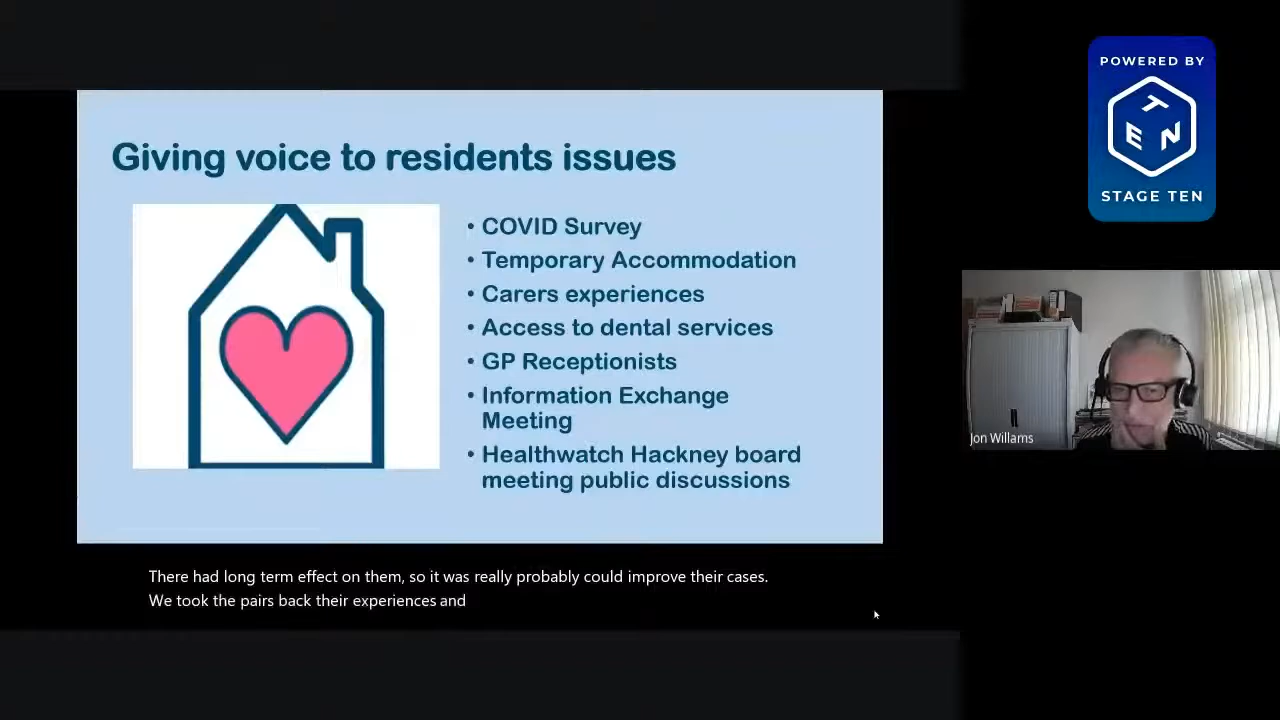 POWERED BY
T
E N
STAGE TEN
Giving voice to residents issues
• COVID Survey
• Temporary Accommodation
• Carers experiences
• Access to dental services
• GP Receptionists
• Information Exchange
Meeting
• Healthwatch Hackney board
meeting public discussions
Jon Willams
There had long term effect on them, so it was really probably could improve their cases.
We took the pairs back their experiences and